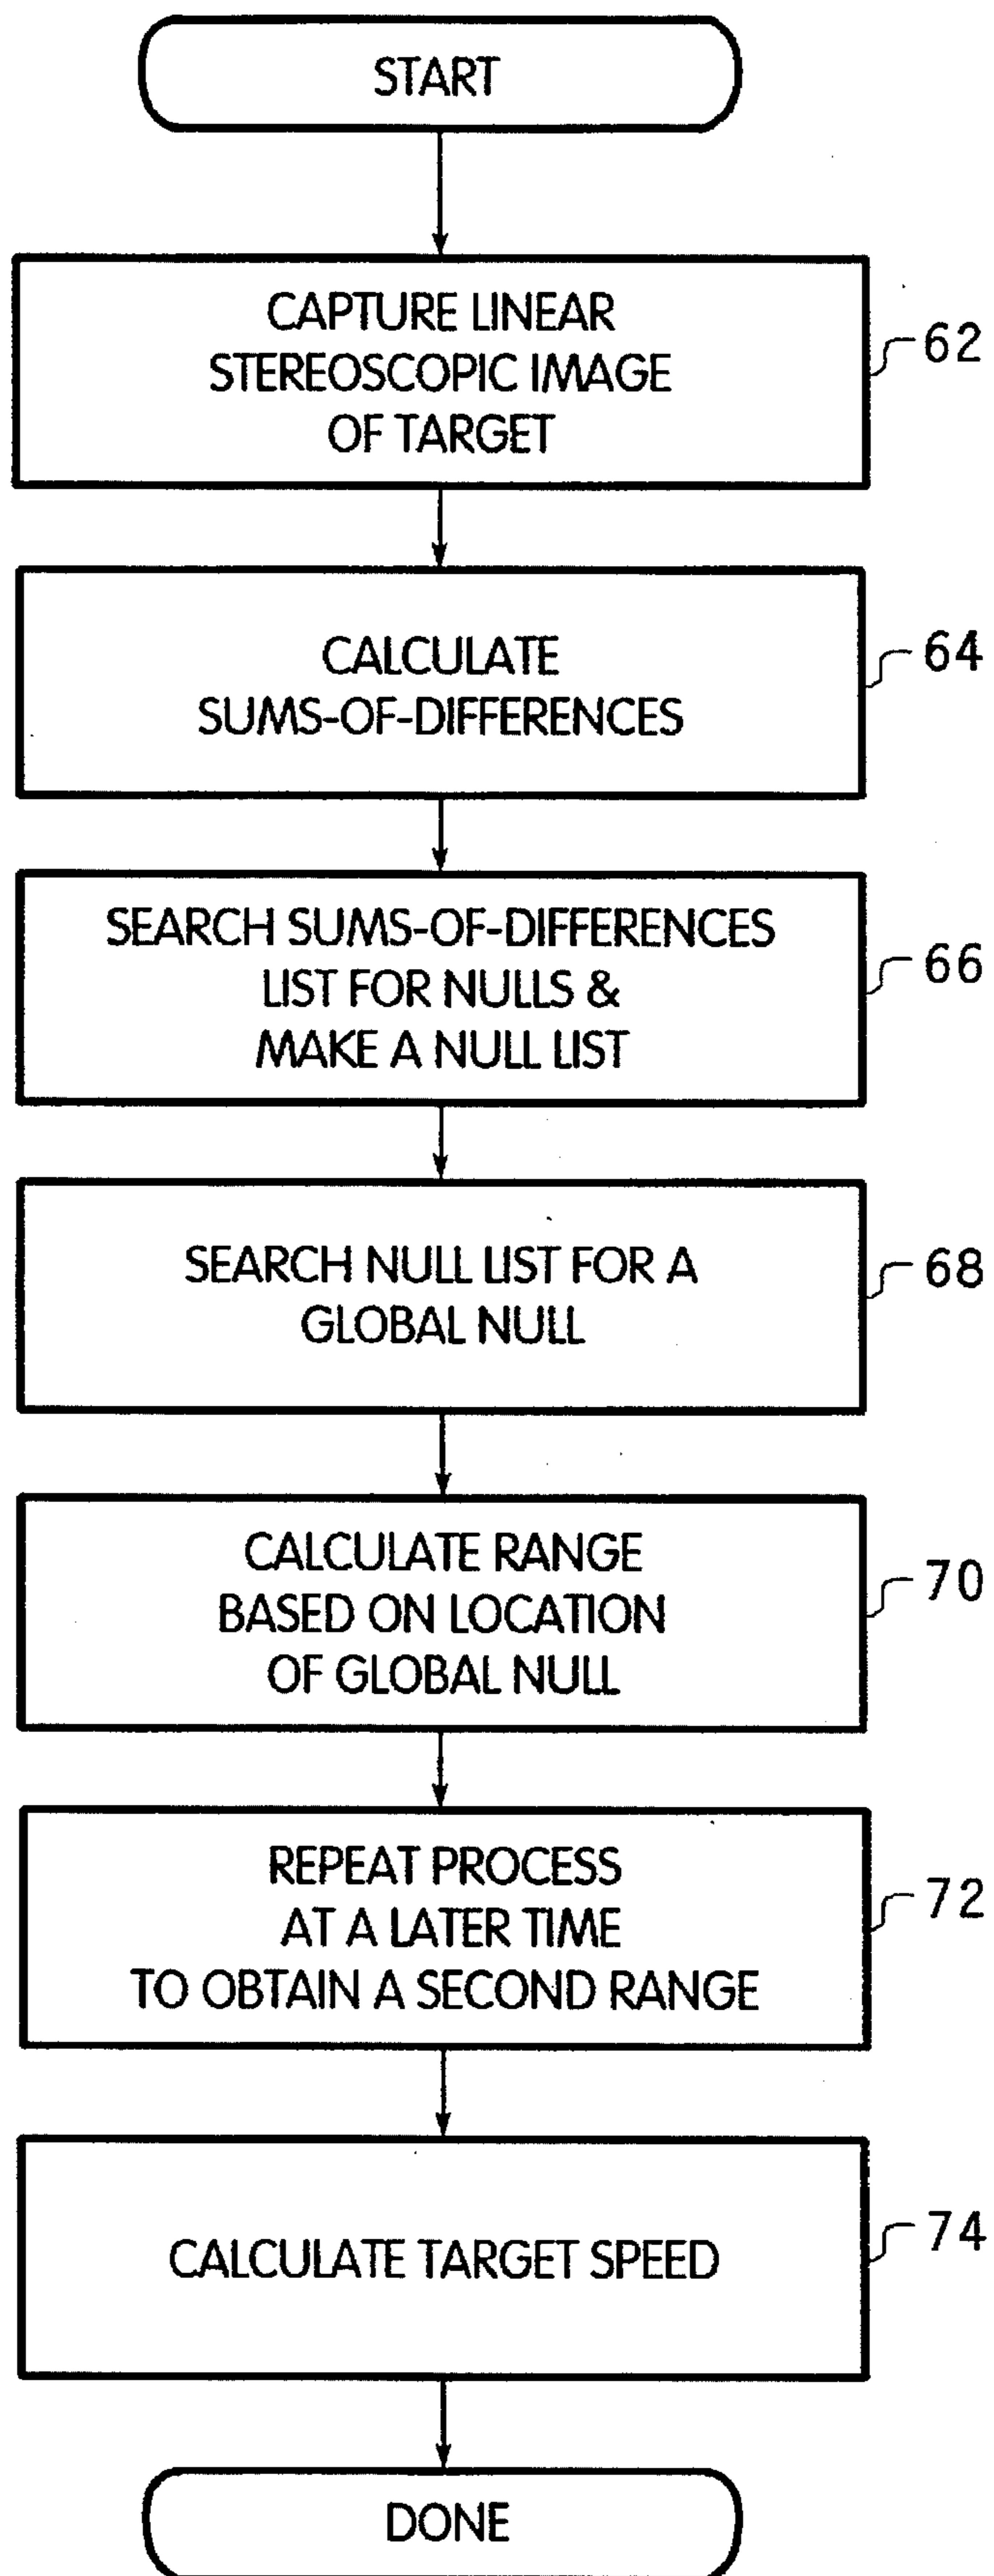 START
CAPTURE LINEAR
STEREOSCOPIC IMAGE
OF TARGET
62
CALCULATE
SUMS-OF-DIFFERENCES
64
SEARCH SUMS-OF-DIFFERENCES
LIST FOR NULLS &
MAKE A NULL LIST
66
SEARCH NULL LIST FOR A
GLOBAL NULL
68
CALCULATE RANGE
BASED ON LOCATION
OF GLOBAL NULL
70
REPEAT PROCESS
AT A LATER TIME
TO OBTAIN A SECOND RANGE
72
CALCULATE TARGET SPEED
74
DONE